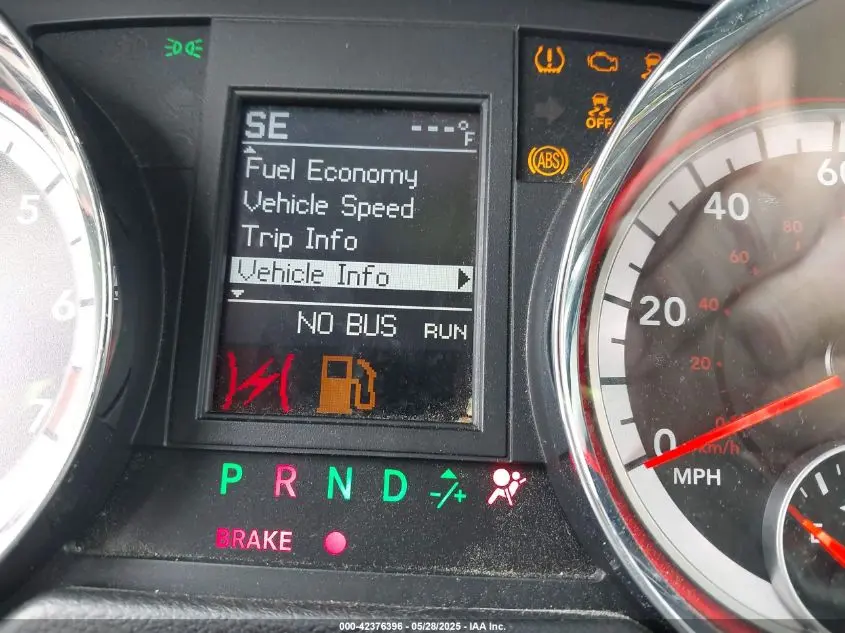 SE ---°F
Fuel Economy
Vehicle Speed
Trip Info
Vehicle Info
NO BUS RUN
P R N D -/+
BRAKE
OFF
ABS
5
6
7
0
20
40
60
MPH
20
40
60
80
km/h
E
000-42376396 - 05/28/2025 - IAA Inc.